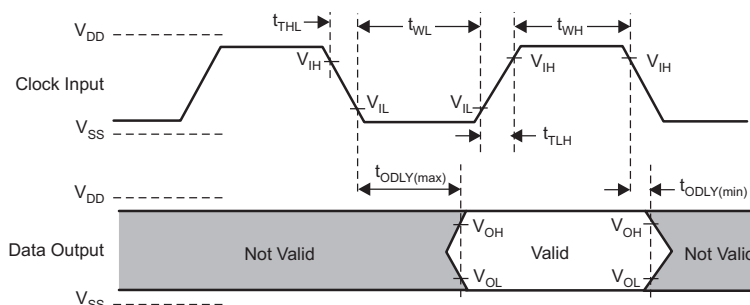 t_THL
t_WL
t_WH
V_DD
V_IH
V_IH
V_IH
Clock Input
V_IL
V_IL
V_SS
t_TLH
t_ODLY(max)
t_ODLY(min)
V_DD
V_OH
V_OH
Data Output
Not Valid
Valid
Not Valid
V_OL
V_OL
V_SS